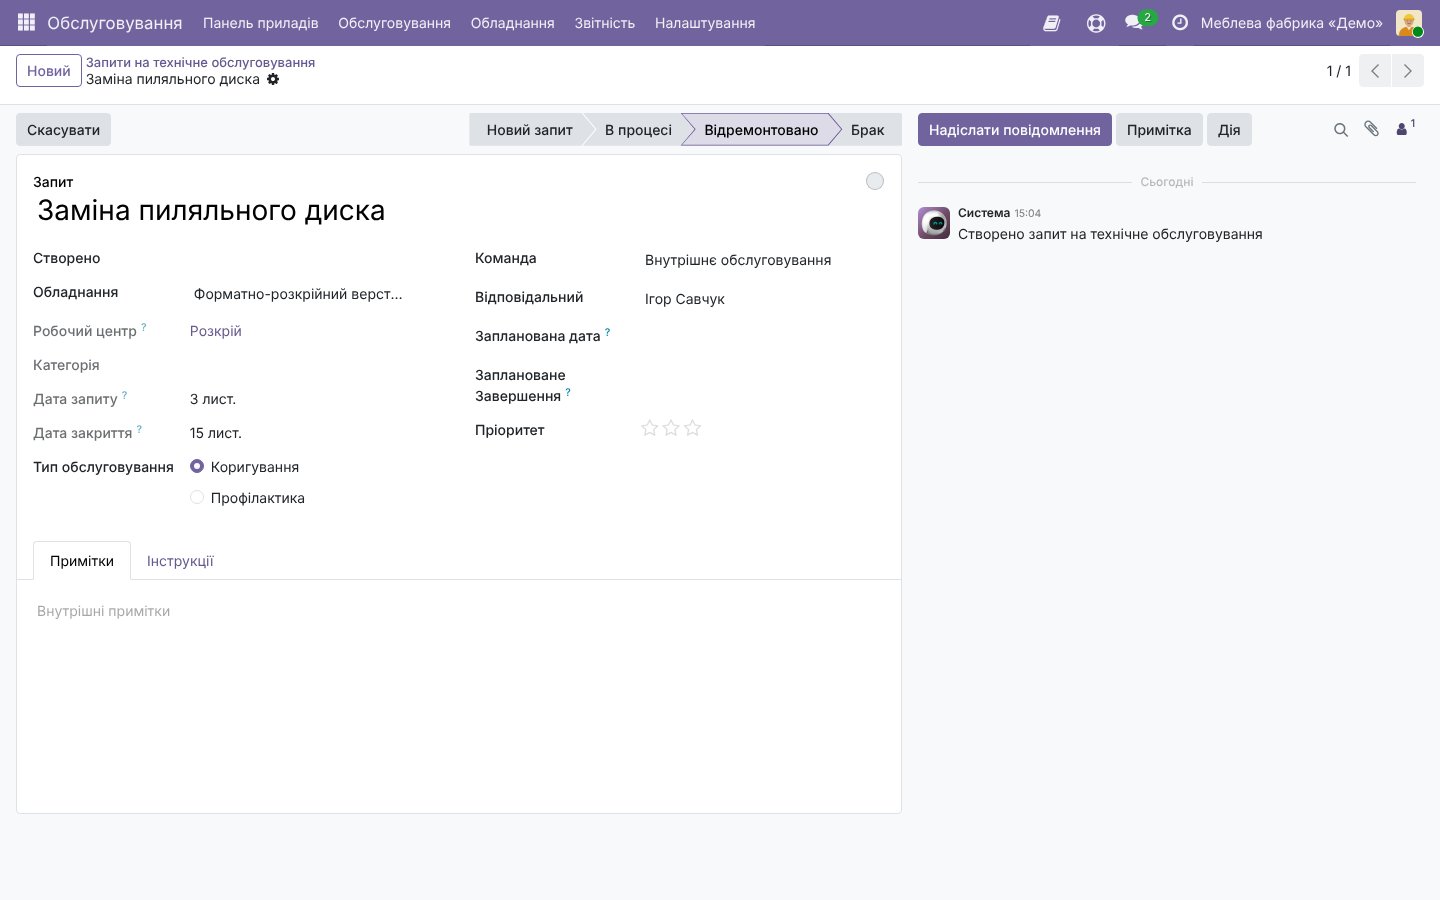 Обслуговування Панель приладів Обслуговування Обладнання Звітність Налаштування 2 Меблева фабрика «Демо»
Новий
Запити на технічне обслуговування
Заміна пиляльного диска
1 / 1
Скасувати
Новий запит В процесі Відремонтовано Брак
Надіслати повідомлення Примітка Дія 1
Запит
Заміна пиляльного диска
Створено
Обладнання Форматно-розкрійний верст...
Робочий центр ? Розкрій
Категорія
Дата запиту ? 3 лист.
Дата закриття ? 15 лист.
Тип обслуговування Коригування
Профілактика
Команда Внутрішнє обслуговування
Відповідальний Ігор Савчук
Запланована дата ?
Заплановане
Завершення ?
Пріоритет
Примітки Інструкції
Внутрішні примітки
Сьогодні
Система 15:04
Створено запит на технічне обслуговування